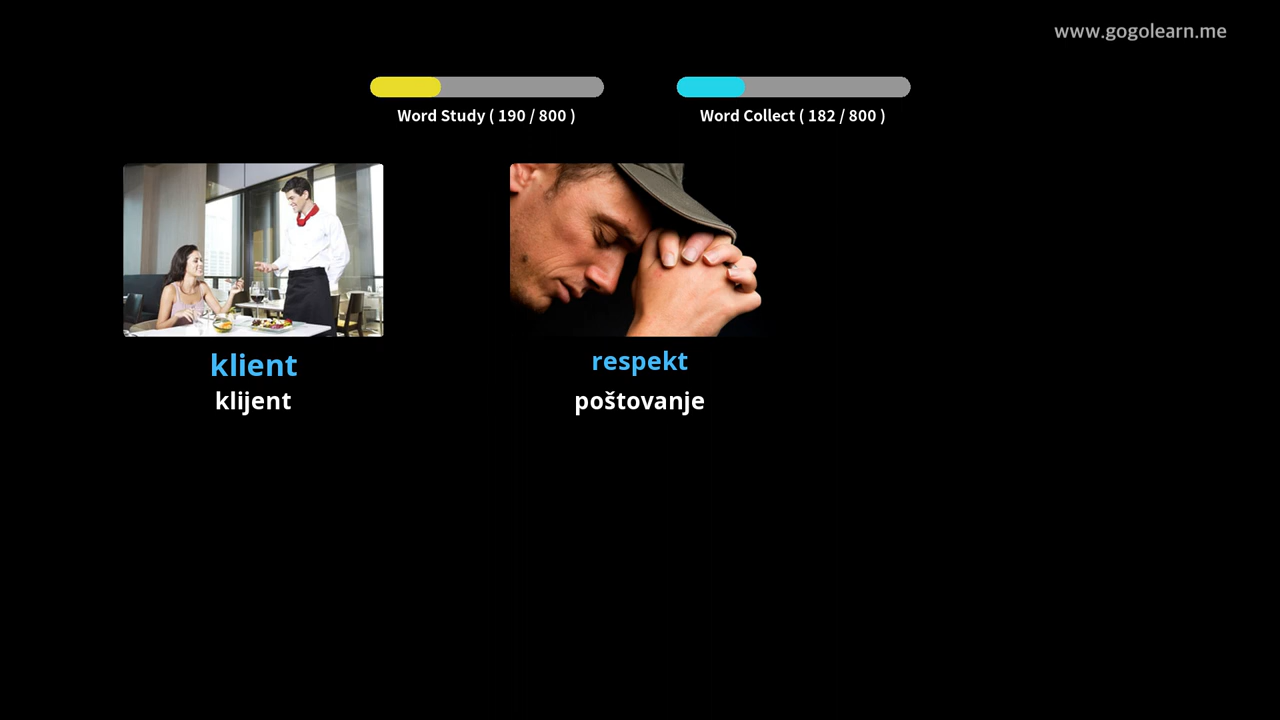 www.gogolearn.me
Word Study ( 190 / 800 )
Word Collect ( 182 / 800 )
klient
klijent
respekt
poštovanje